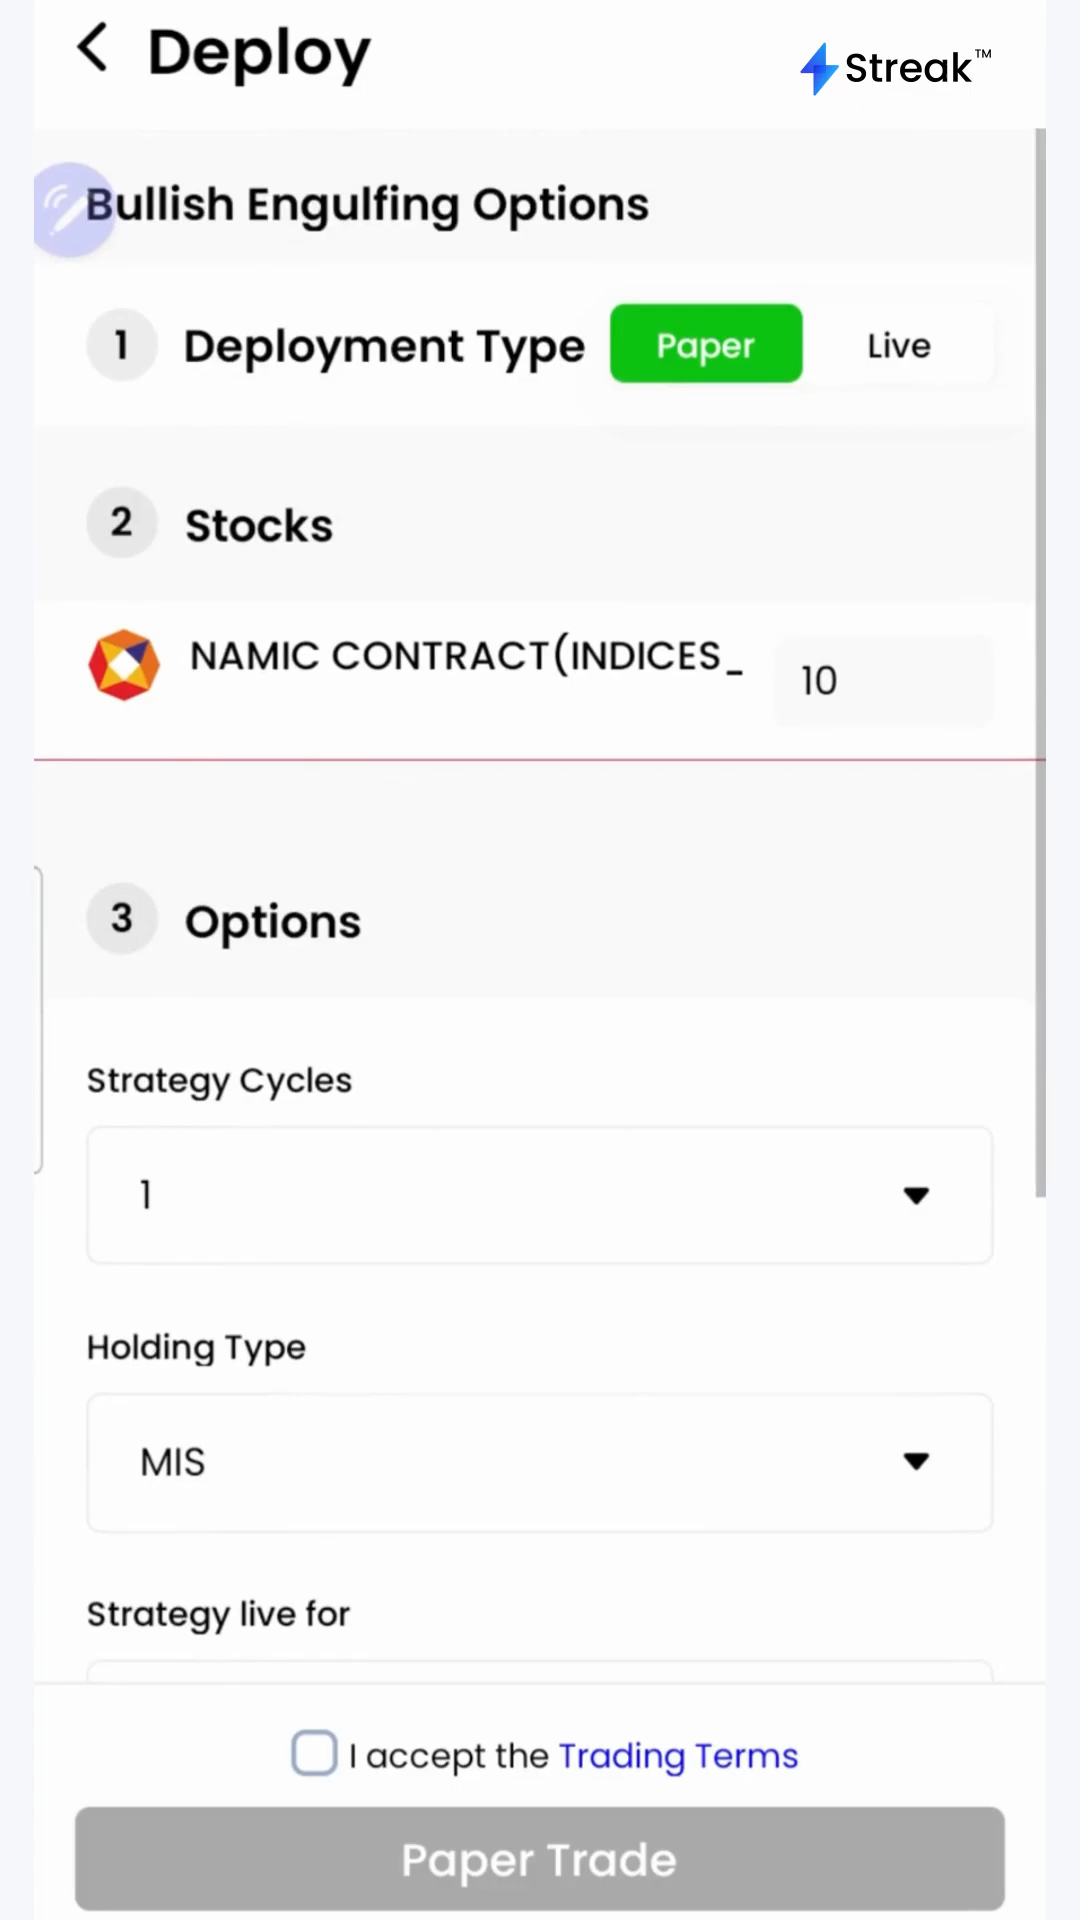 Deploy
Streak™
Bullish Engulfing Options
1 Deployment Type Paper Live
2 Stocks
NAMIC CONTRACT(INDICES_ 10
3 Options
Strategy Cycles
1
Holding Type
MIS
Strategy live for
I accept the Trading Terms
Paper Trade